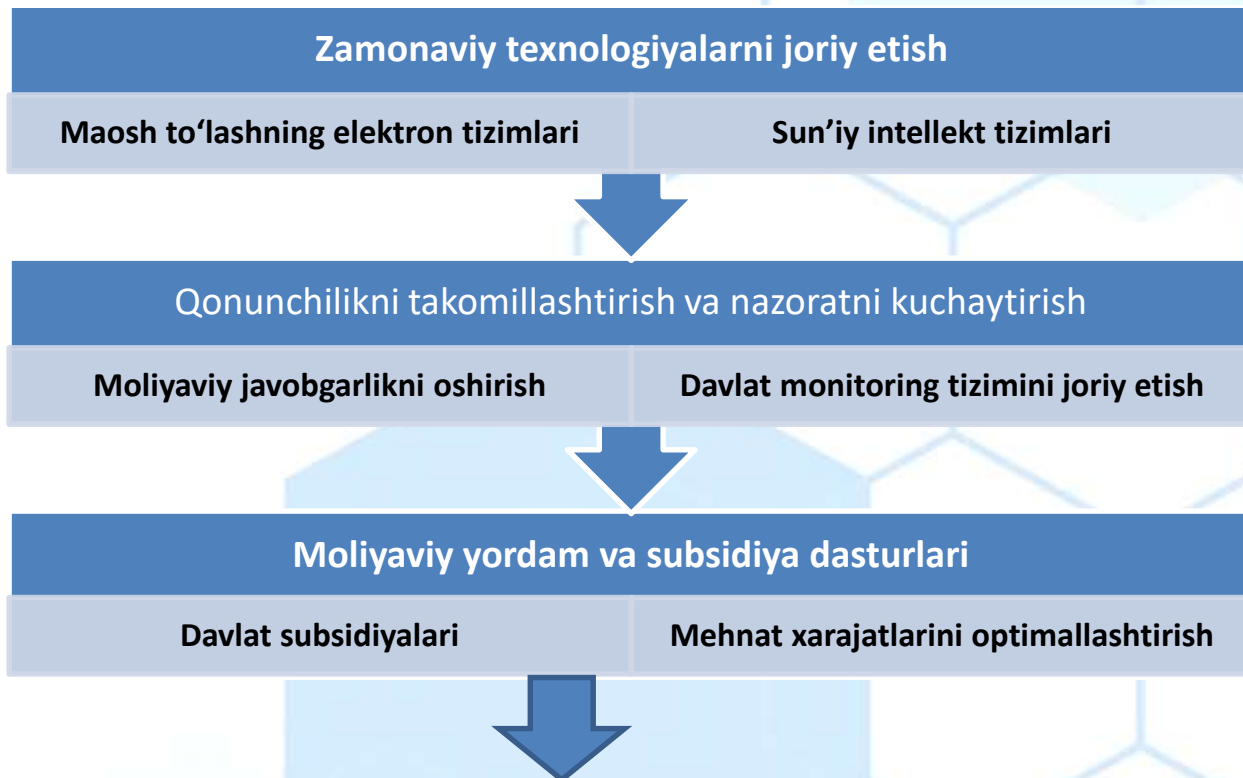 Zamonaviy texnologiyalarni joriy etish
Maosh to‘lashning elektron tizimlari
Sun’iy intellekt tizimlari
Qonunchilikni takomillashtirish va nazoratni kuchaytirish
Moliyaviy javobgarlikni oshirish
Davlat monitoring tizimini joriy etish
Moliyaviy yordam va subsidiya dasturlari
Davlat subsidiyalari
Mehnat xarajatlarini optimallashtirish